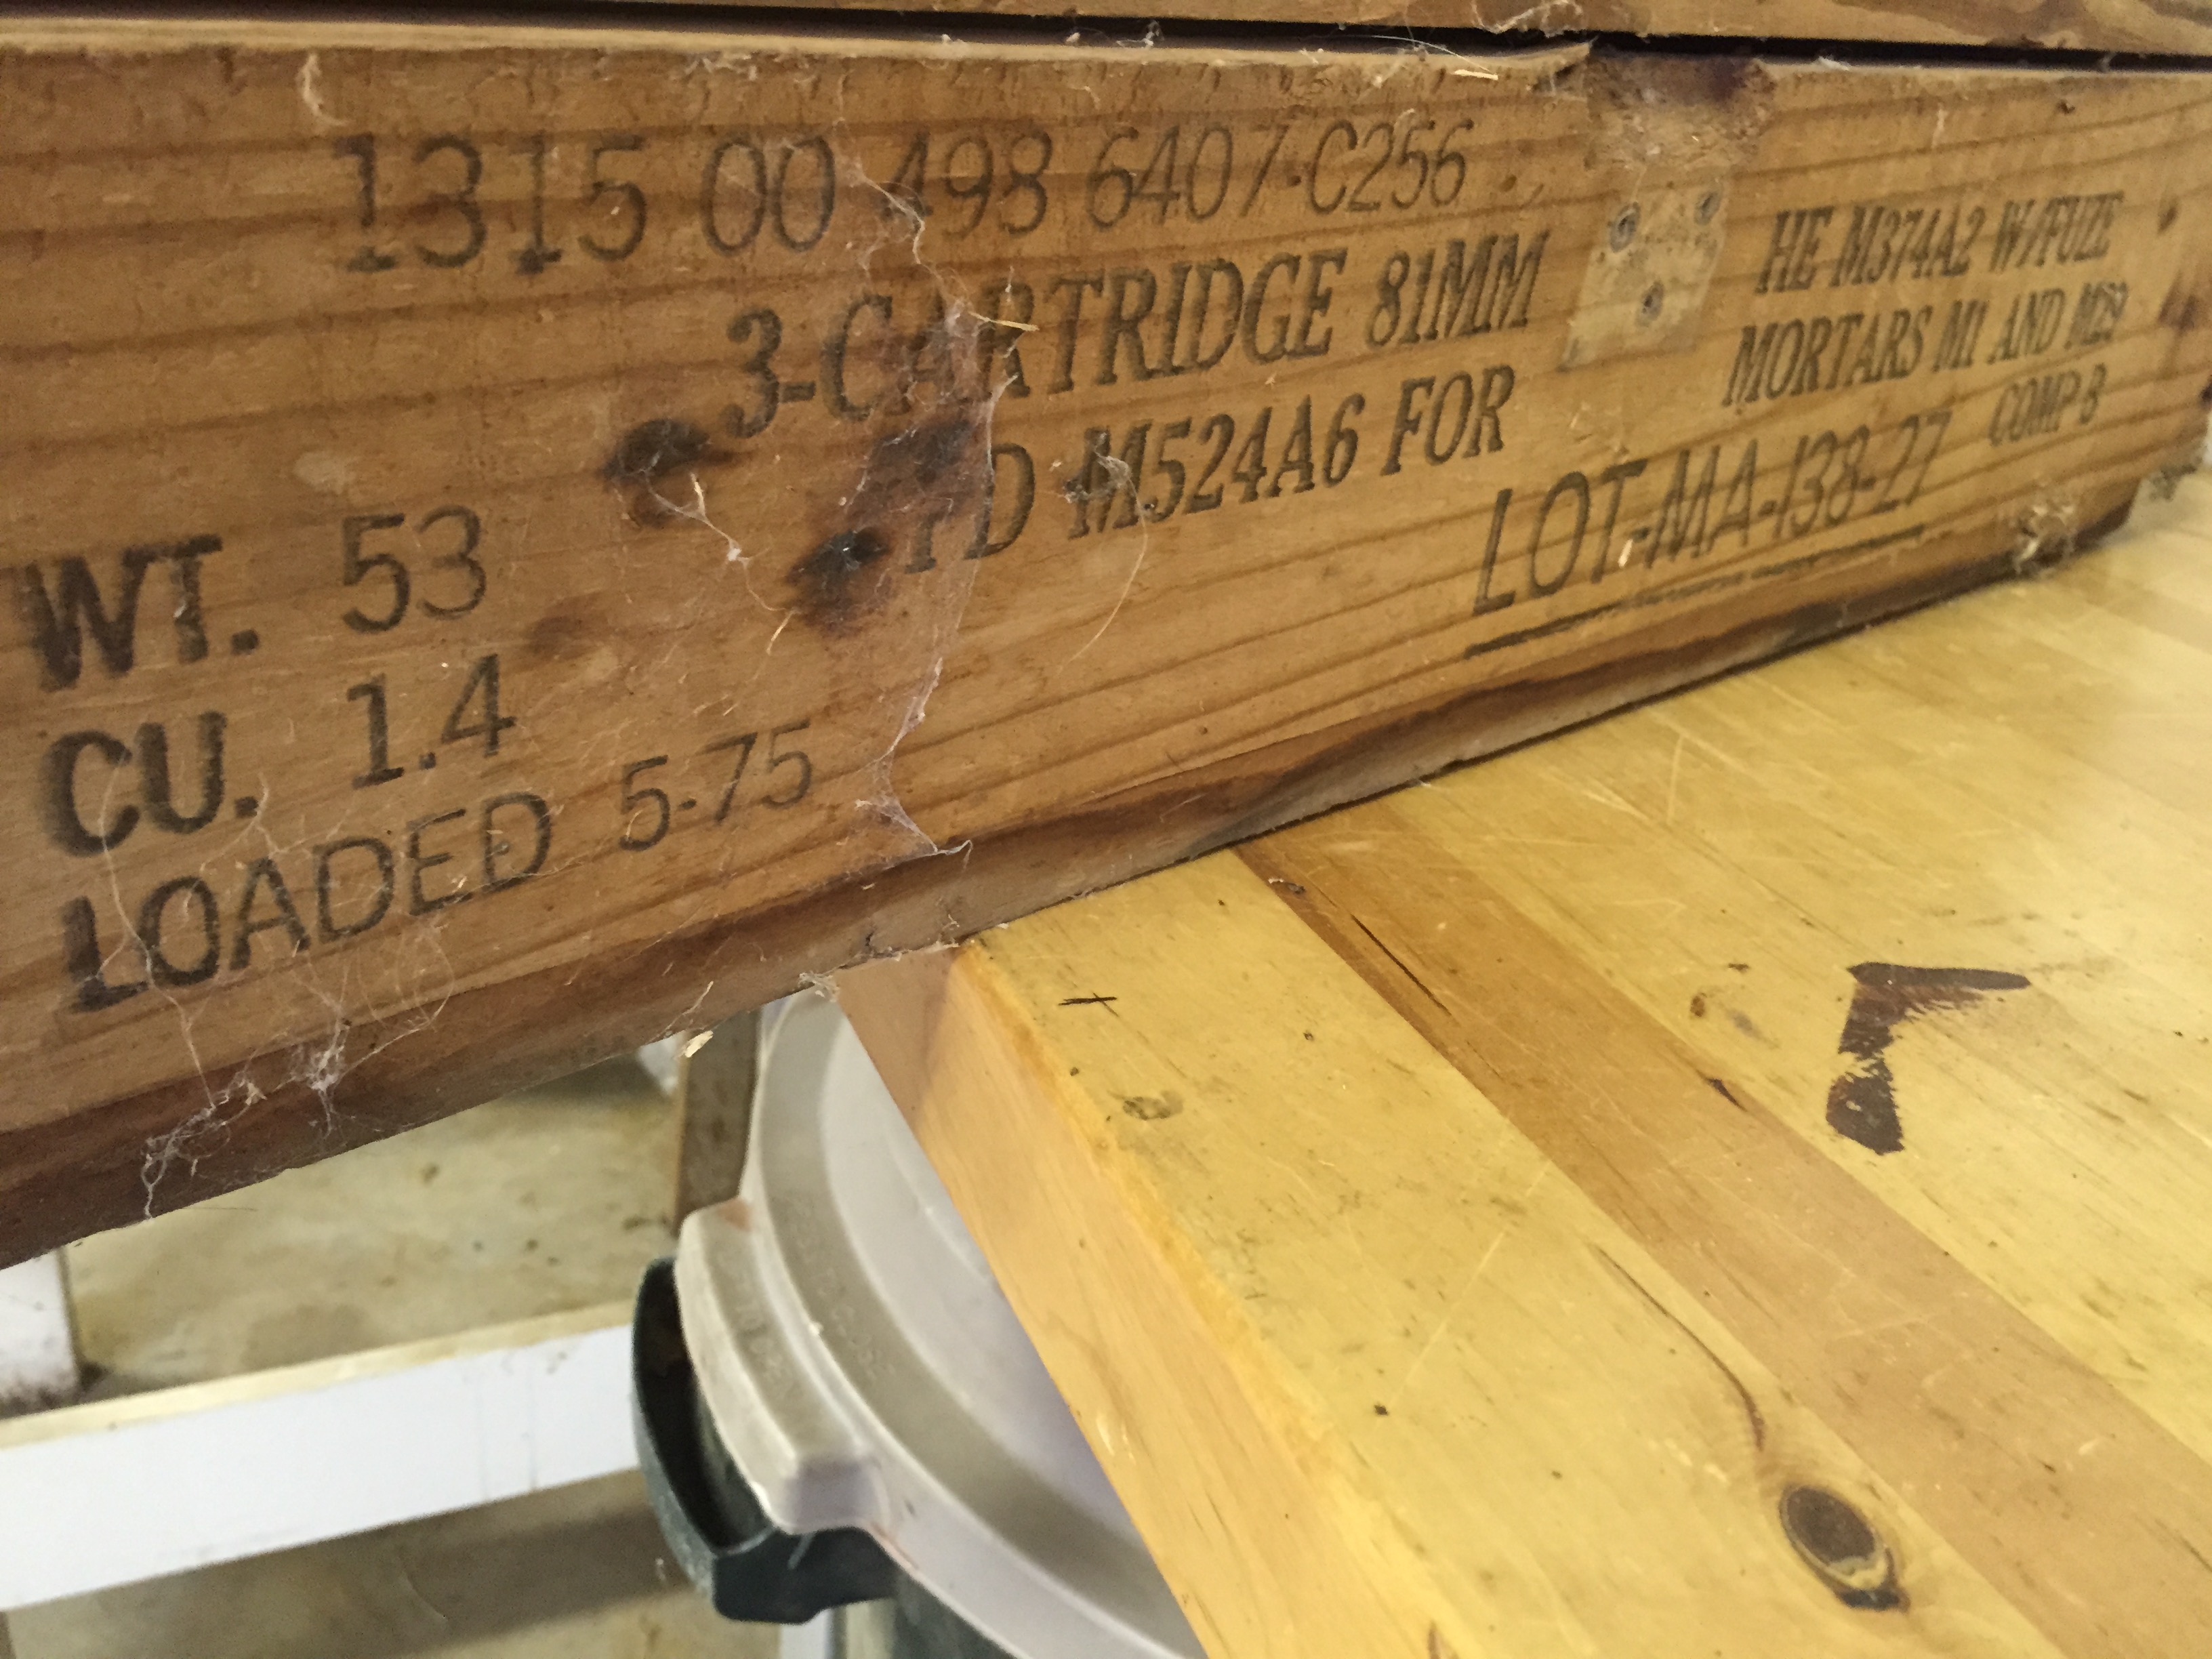 1315 00 498 6407-C256
3-CARTRIDGE 81MM
PD M524A6 FOR
HE M374A2 W/FUZE
MORTARS M1 AND M29
COMP B
LOT-MA-138-27
WT. 53
CU. 1.4
LOADED 5-75